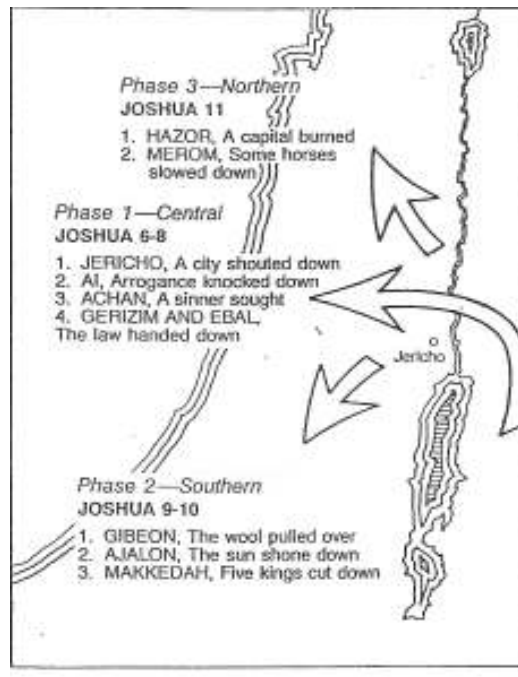 Phase 3—Northern
JOSHUA 11
1. HAZOR, A capital burned
2. MEROM, Some horses
slowed down
Phase 1—Central
JOSHUA 6-8
1. JERICHO, A city shouted down
2. AI, Arrogance knocked down
3. ACHAN, A sinner sought
4. GERIZIM AND EBAL,
The law handed down
Jericho
Phase 2—Southern
JOSHUA 9-10
1. GIBEON, The wool pulled over
2. AJALON, The sun shone down
3. MAKKEDAH, Five kings cut down